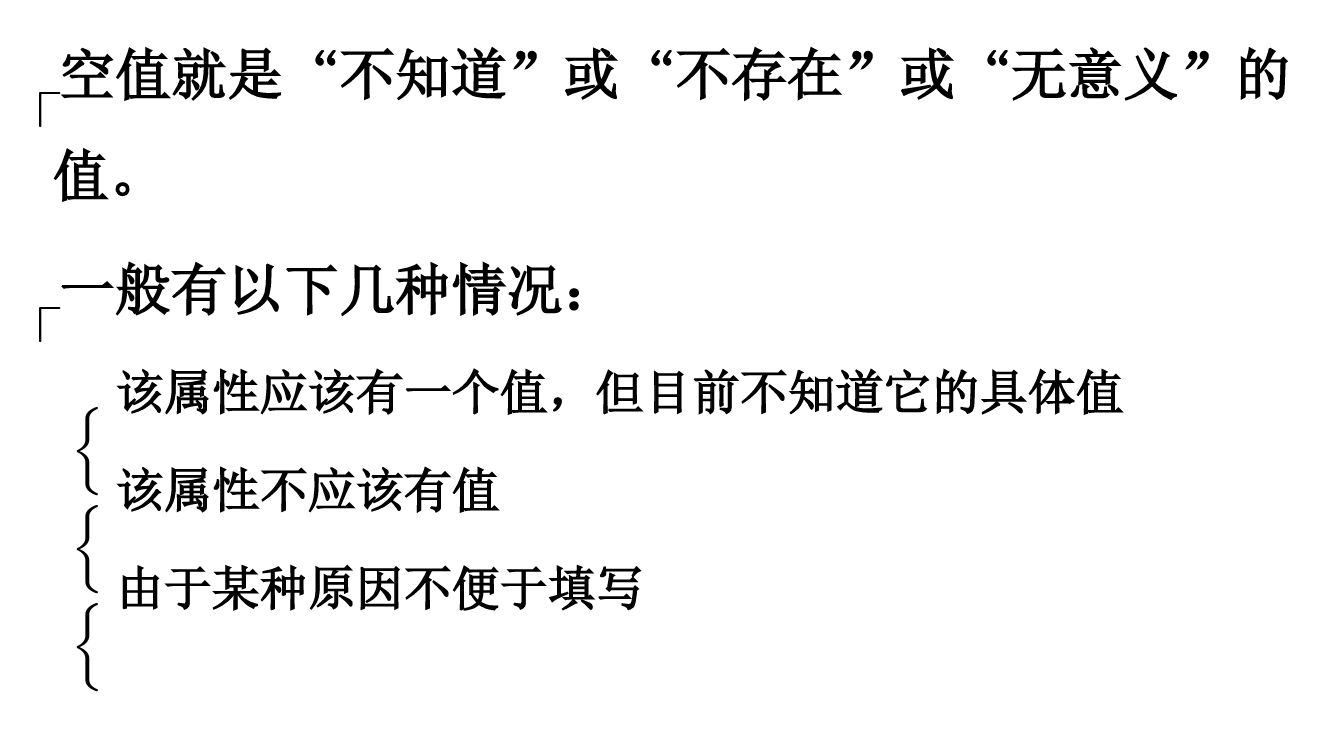 空值就是“不知道”或“不存在”或“无意义”的
值。
一般有以下几种情况：
该属性应该有一个值，但目前不知道它的具体值
该属性不应该有值
由于某种原因不便于填写